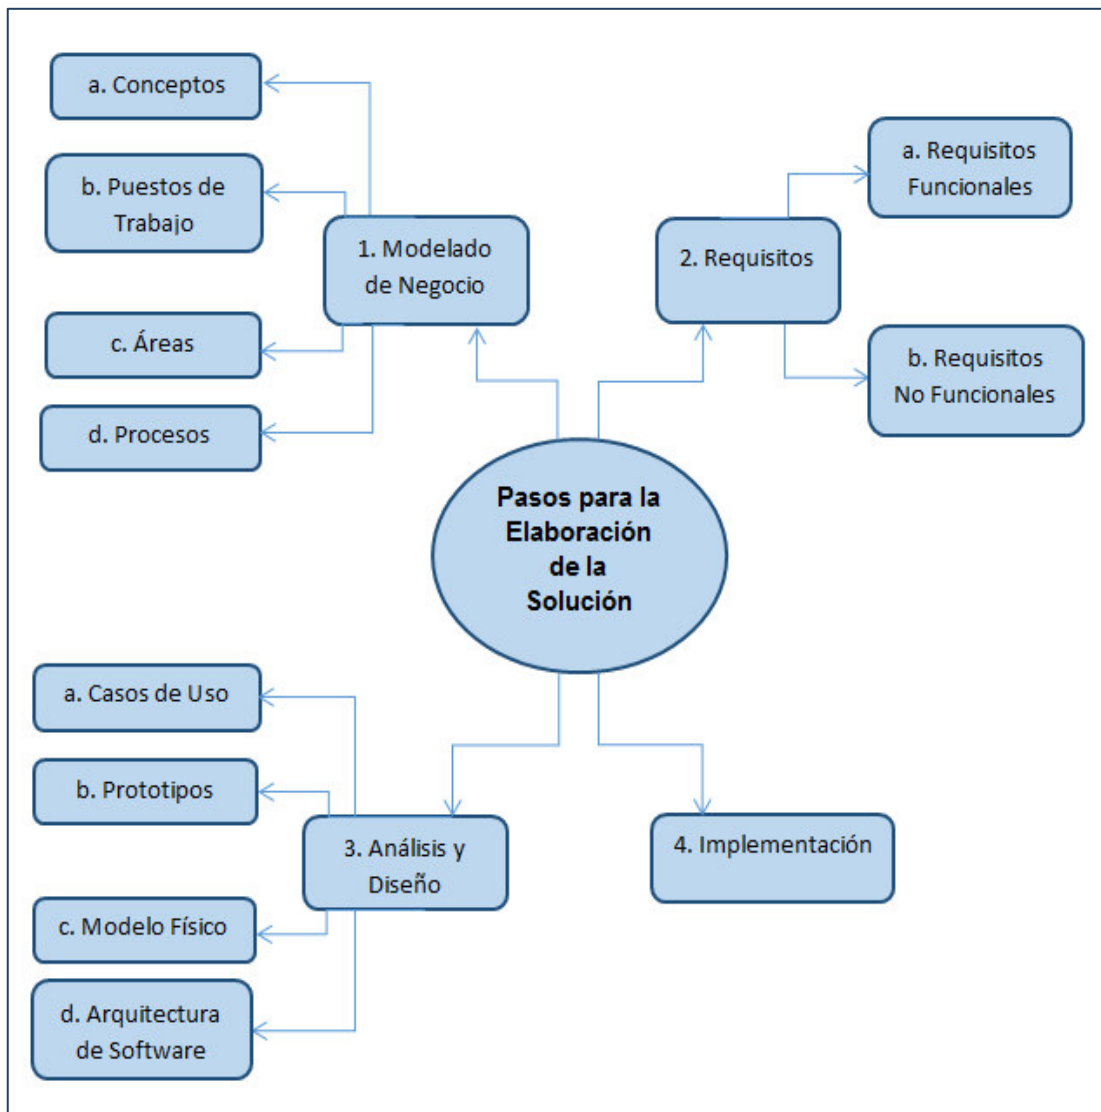 a. Conceptos
b. Puestos de
Trabajo
1. Modelado
de Negocio
c. Áreas
d. Procesos
a. Requisitos
Funcionales
2. Requisitos
b. Requisitos
No Funcionales
Pasos para la
Elaboración
de la
Solución
a. Casos de Uso
b. Prototipos
3. Análisis y
Diseño
c. Modelo Físico
d. Arquitectura
de Software
4. Implementación